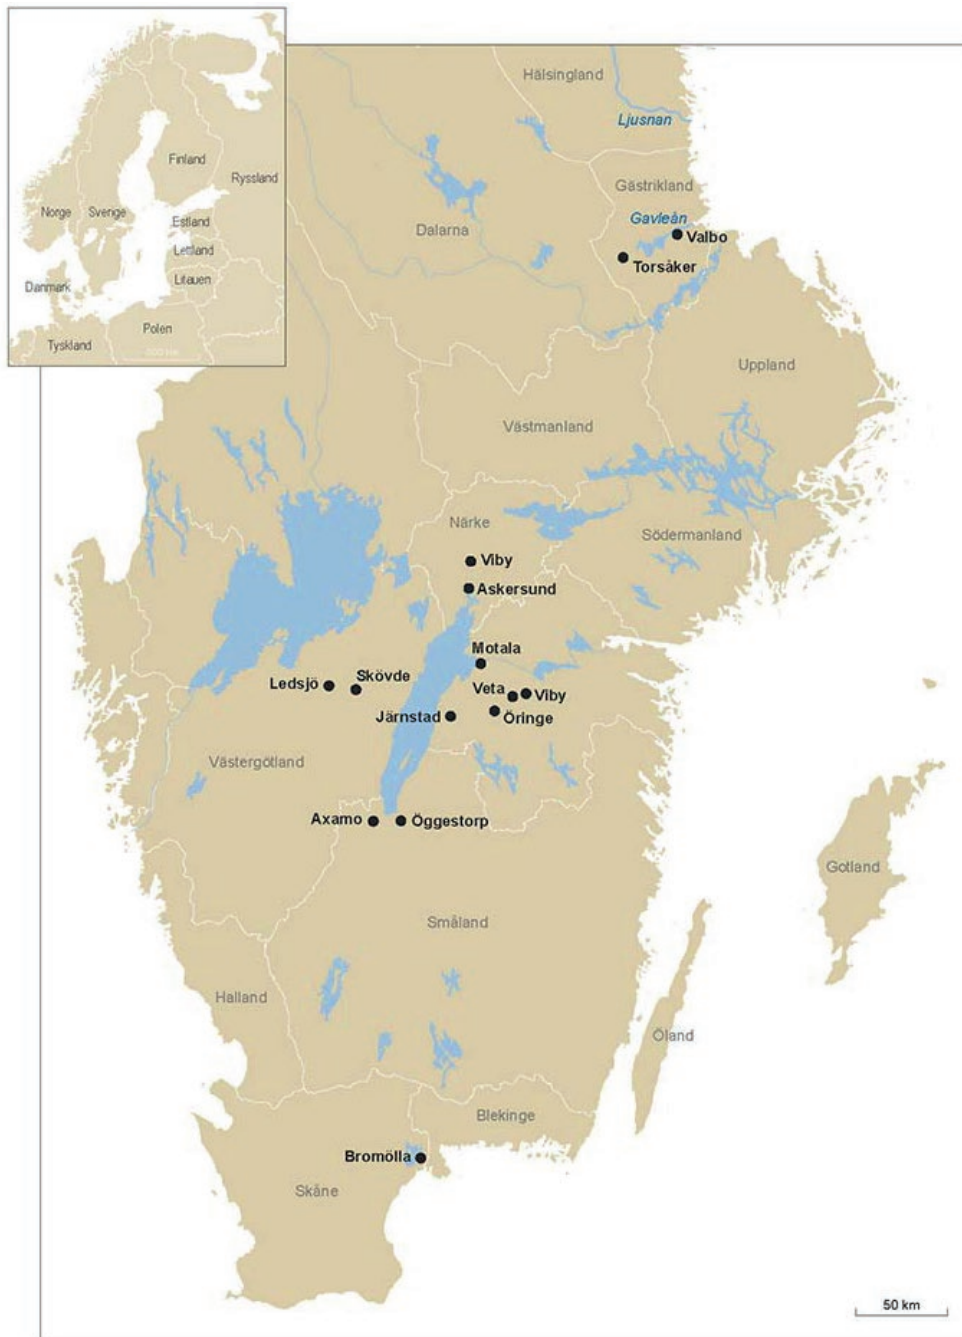 Finland
Ryssland
Norge
Sverige
Estland
Lettland
Danmark
Litauen
Polen
Tyskland
Hälsingland
Ljusnan
Gästrikland
Gavleån
Valbo
Dalarna
Torsåker
Uppland
Västmanland
Närke
Södermanland
Viby
Askersund
Motala
Skövde
Ledsjö
Veta
Viby
Järnstad
Öringe
Västergötland
Axamo
Öggestorp
Gotland
Småland
Halland
Öland
Blekinge
Bromölla
Skåne
50 km